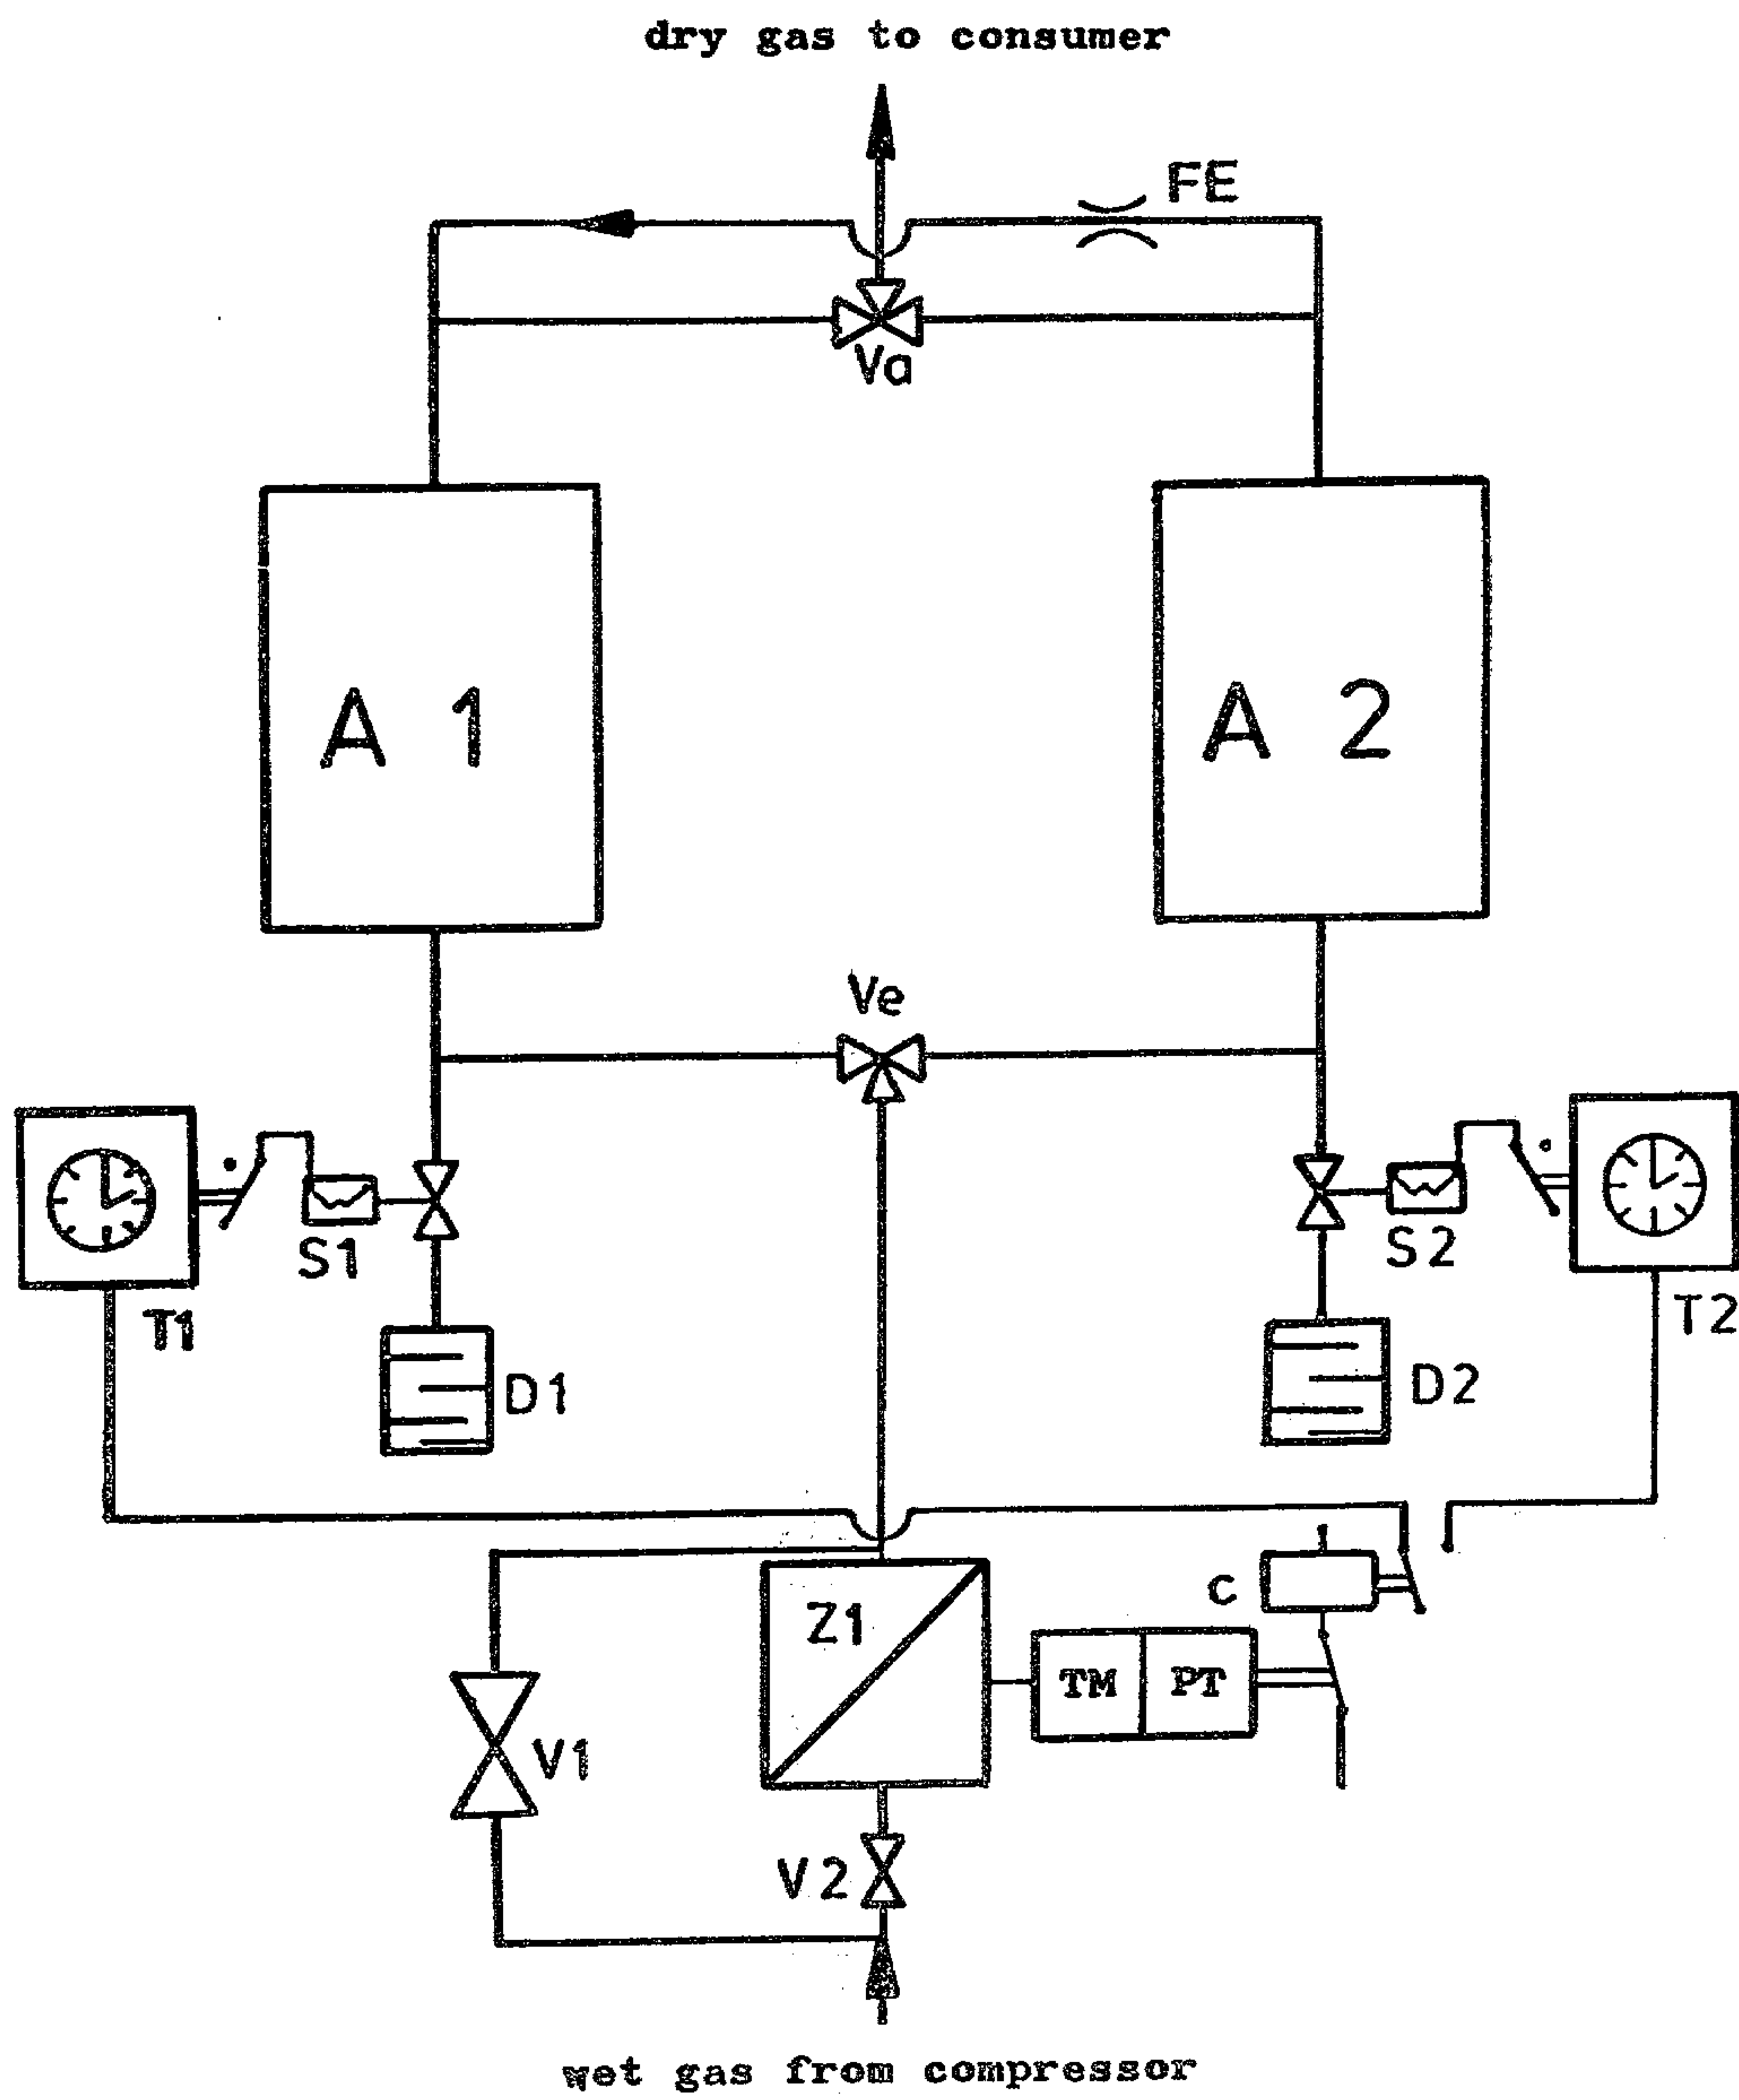 dry gas to consumer
FE
Va
A 1
A 2
Ve
S1
S2
T1
T2
D1
D2
C
Z1
TM
PT
V1
V2
wet gas from compressor